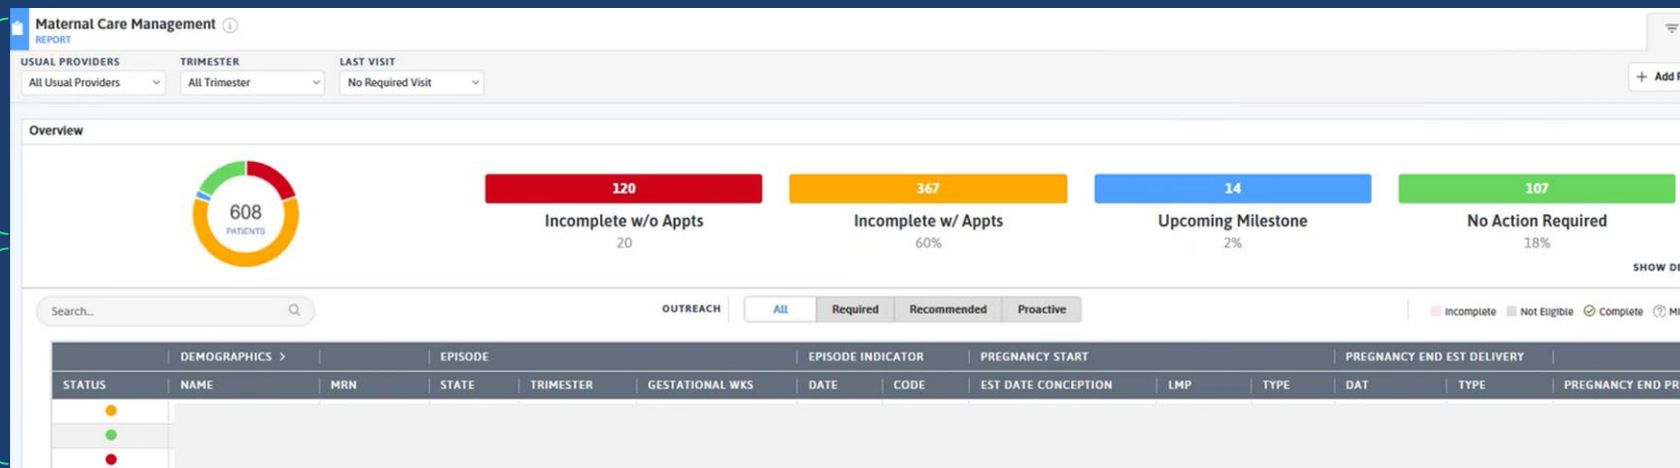 Maternal Care Management
REPORT
USUAL PROVIDERS TRIMESTER LAST VISIT
All Usual Providers All Trimester No Required Visit + Add
Overview
608
PATIENTS
120 367 14 107
Incomplete w/o Appts Incomplete w/ Appts Upcoming Milestone No Action Required
20 60% 2% 18%
SHOW
Search... OUTREACH All Required Recommended Proactive Incomplete Not Eligible Complete
DEMOGRAPHICS > EPISODE EPISODE INDICATOR PREGNANCY START PREGNANCY END EST DELIVERY
STATUS NAME MRN STATE TRIMESTER GESTATIONAL WKS DATE CODE EST DATE CONCEPTION LMP TYPE DAT TYPE PREGNANCY END PR